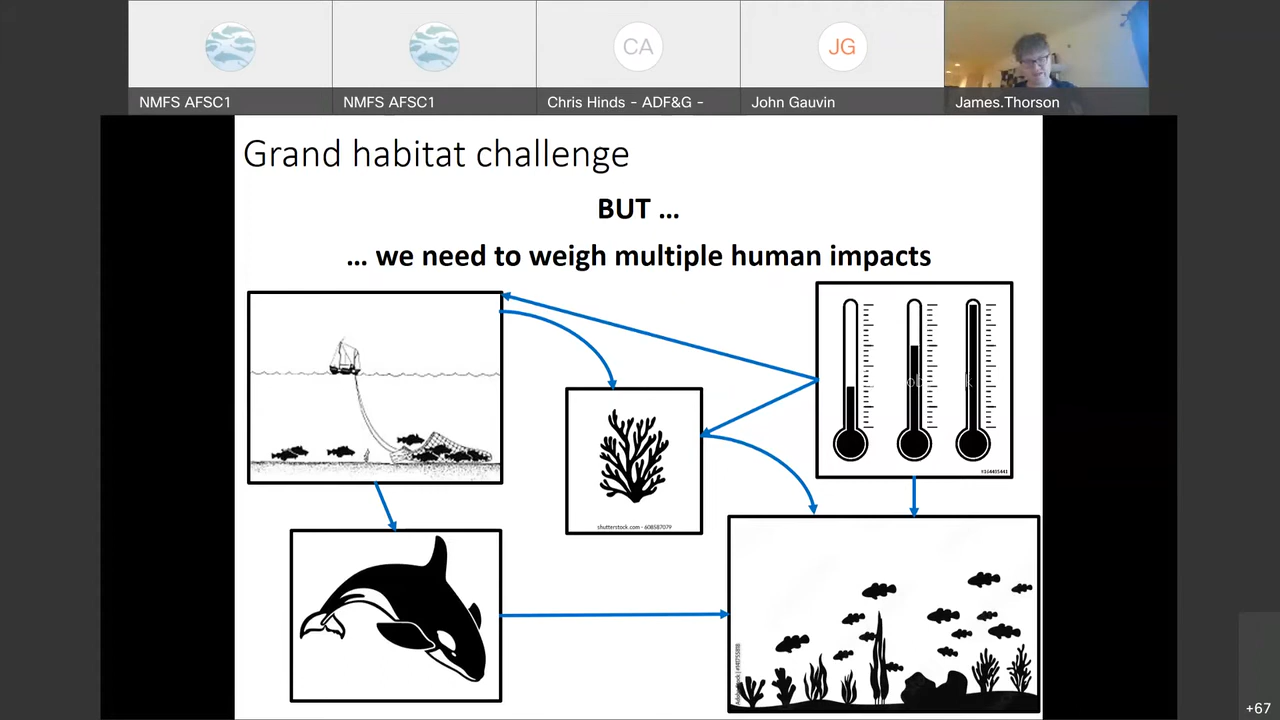 NMFS AFSC1
NMFS AFSC1
CA
Chris Hinds - ADF&G -
JG
John Gauvin
James.Thorson
Grand habitat challenge
BUT ...
... we need to weigh multiple human impacts
shutterstock.com - 608587079
+67